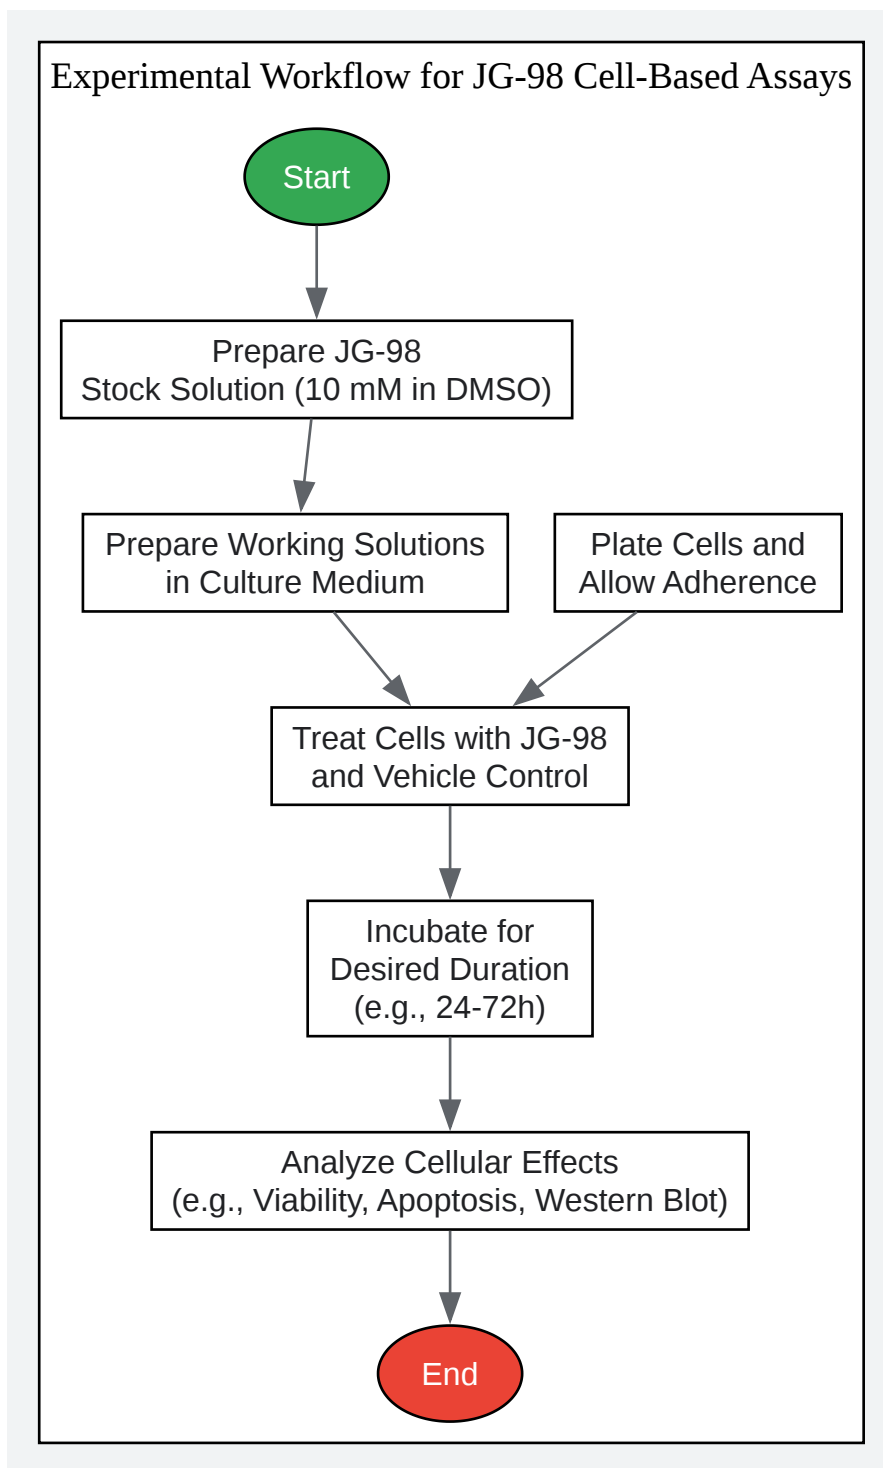 Experimental Workflow for JG-98 Cell-Based Assays
Start
Prepare JG-98
Stock Solution (10 mM in DMSO)
Prepare Working Solutions
in Culture Medium
Plate Cells and
Allow Adherence
Treat Cells with JG-98
and Vehicle Control
Incubate for
Desired Duration
(e.g., 24-72h)
Analyze Cellular Effects
(e.g., Viability, Apoptosis, Western Blot)
End